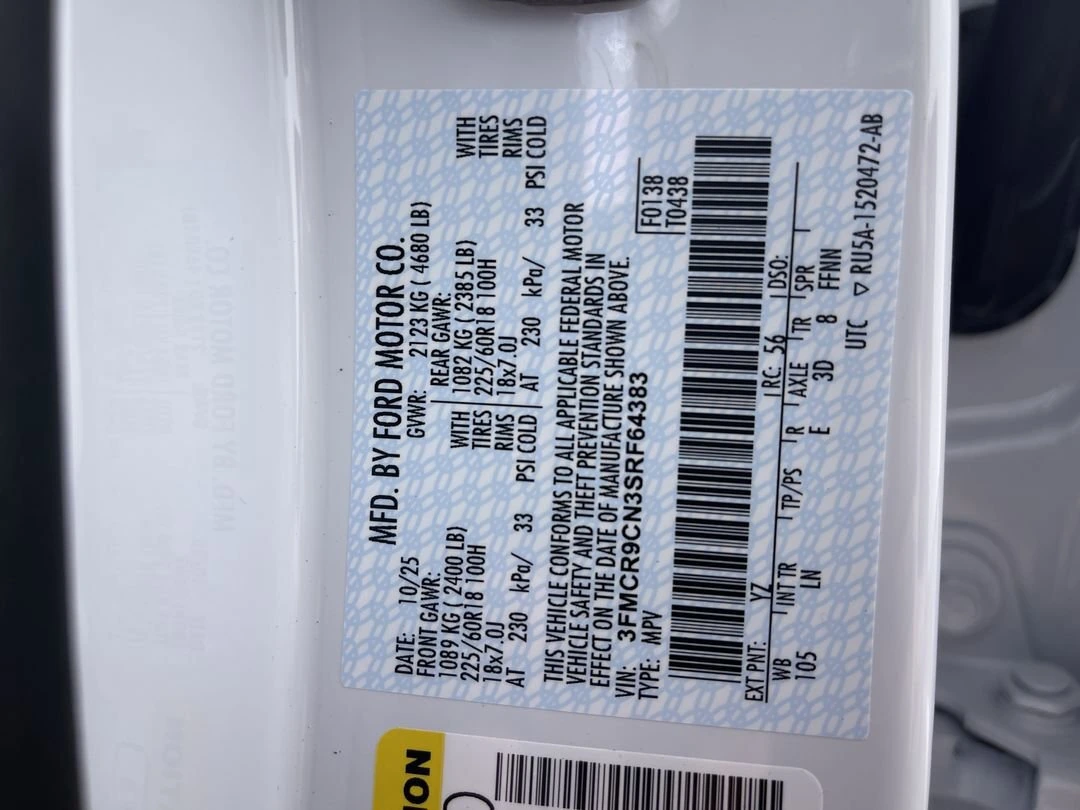 MFD. BY FORD MOTOR CO.
DATE: 10/25 GVWR: 2123 KG ( 4680 LB)
FRONT GAWR: REAR GAWR:
1089 KG ( 2400 LB) WITH 1082 KG ( 2385 LB) WITH
225/60R18 100H TIRES 225/60R18 100H TIRES
18x7.0J RIMS 18x7.0J RIMS
AT 230 kPa/ 33 PSI COLD AT 230 kPa/ 33 PSI COLD
THIS VEHICLE CONFORMS TO ALL APPLICABLE FEDERAL MOTOR
VEHICLE SAFETY AND THEFT PREVENTION STANDARDS IN
EFFECT ON THE DATE OF MANUFACTURE SHOWN ABOVE.
VIN: 3FMCR9CN3SRF64383 F0138
TYPE: MPV T0438
EXT PNT: YZ RC: 56 DSO:
WB INT TR TP/PS R AXLE TR SPR
105 LN E 3D 8 FFNN
UTC ▽ RU5A-1520472-AB